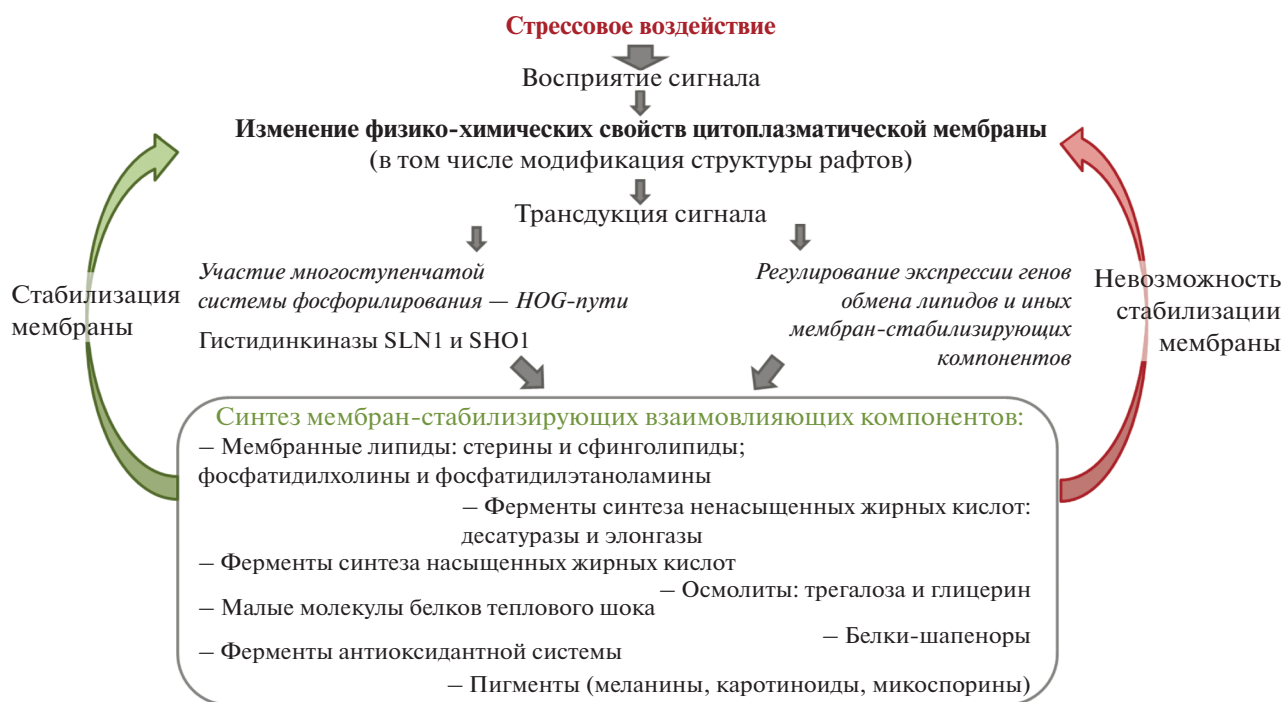 Стрессовое воздействие
Восприятие сигнала
Изменение физико-химических свойств цитоплазматической мембраны
(в том числе модификация структуры рафтов)
Трансдукция сигнала
Стабилизация
мембраны
Участие многоступенчатой
системы фосфорилирования — HOG-пути
Гистидинкиназы SLN1 и SHO1
Регулирование экспрессии генов
обмена липидов и иных
мембран-стабилизирующих
компонентов
Невозможность
стабилизации
мембраны
Синтез мембран-стабилизирующих взаимовлияющих компонентов:
– Мембранные липиды: стерины и сфинголипиды;
фосфатидилхолины и фосфатидилэтаноламины
– Ферменты синтеза ненасыщенных жирных кислот:
десатуразы и элонгазы
– Ферменты синтеза насыщенных жирных кислот
– Осмолиты: трегалоза и глицерин
– Малые молекулы белков теплового шока
– Белки-шапеноры
– Ферменты антиоксидантной системы
– Пигменты (меланины, каротиноиды, микоспорины)